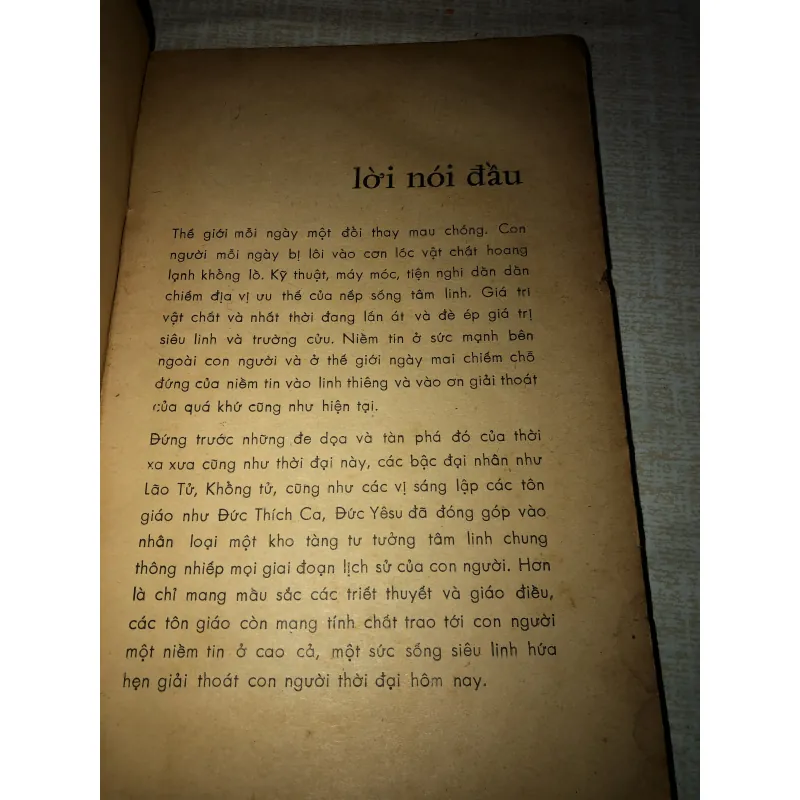 lời nói đầu
Thế giới mỗi ngày một đổi thay mau chóng. Con
người mỗi ngày bị lôi vào cơn lốc vật chất hoang
lạnh khổng lồ. Kỹ thuật, máy móc, tiện nghi dần dần
chiếm địa vị ưu thế của nếp sống tâm linh. Giá trị
vật chất và nhất thời đang lấn át và đè ép giá trị
siêu linh và trường cửu. Niềm tin ở sức mạnh bên
ngoài con người và ở thế giới ngày mai chiếm chỗ
đứng của niềm tin vào linh thiêng và vào ơn giải thoát
của quá khứ cũng như hiện tại.
Đứng trước những đe dọa và tàn phá đó của thời
xa xưa cũng như thời đại này, các bậc đại nhân như
Lão Tử, Khổng tử, cũng như các vị sáng lập các tôn
giáo như Đức Thích Ca, Đức Yêsu đã đóng góp vào
nhân loại một kho tàng tư tưởng tâm linh chung
thông nhiếp mọi giai đoạn lịch sử của con người. Hơn
là chỉ mang màu sắc các triết thuyết và giáo điều,
các tôn giáo còn mang tính chất trao tới con người
một niềm tin ở cao cả, một sức sống siêu linh hứa
hẹn giải thoát con người thời đại hôm nay.